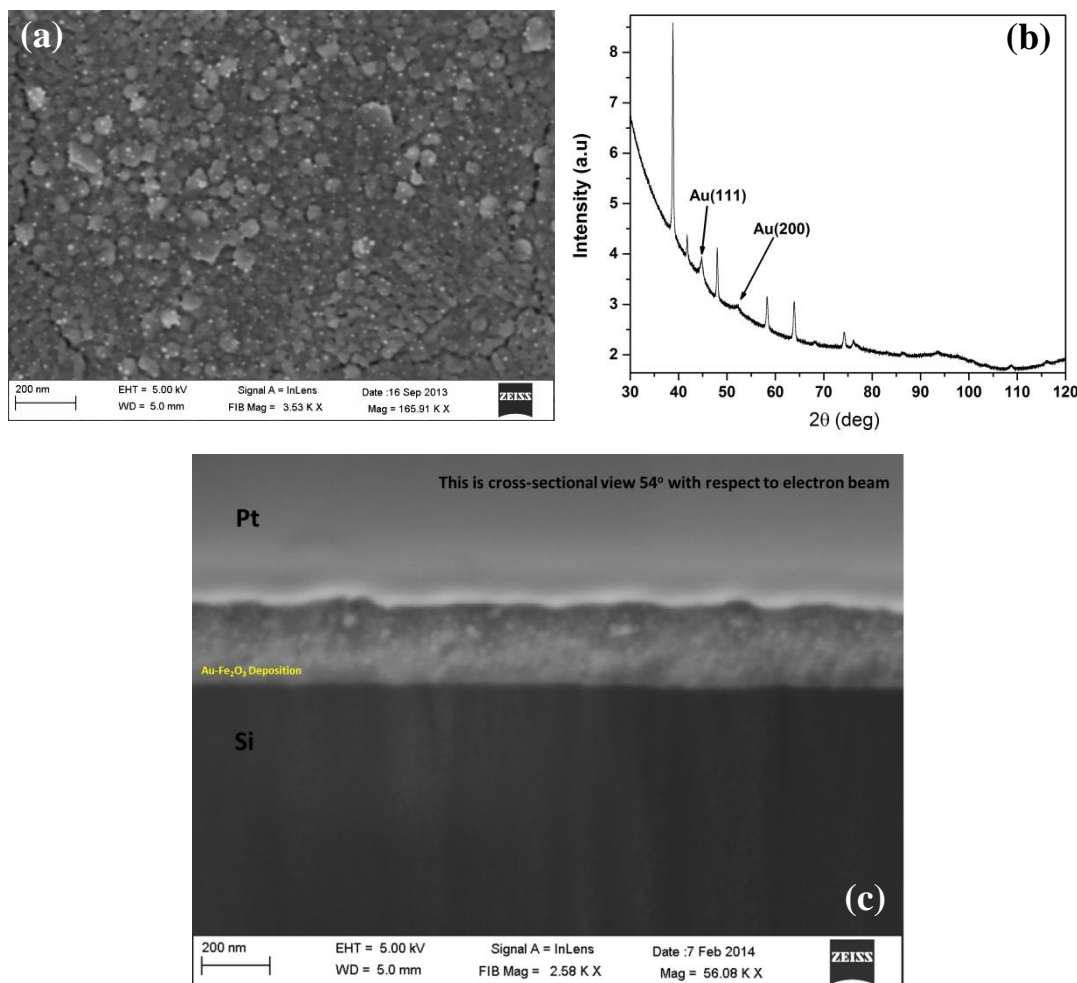 (a)
200 nm
EHT = 5.00 kV
WD = 5.0 mm
Signal A = InLens
FIB Mag = 3.53 K X
Date :16 Sep 2013
Mag = 165.91 K X
ZEISS
(b)
Intensity (a.u)
8
7
6
5
4
3
2
Au(111)
Au(200)
30 40 50 60 70 80 90 100 110 120
2θ (deg)
This is cross-sectional view 54° with respect to electron beam
Pt
Au-Fe₂O₃ Deposition
Si
(c)
200 nm
EHT = 5.00 kV
WD = 5.0 mm
Signal A = InLens
FIB Mag = 2.58 K X
Date :7 Feb 2014
Mag = 56.08 K X
ZEISS